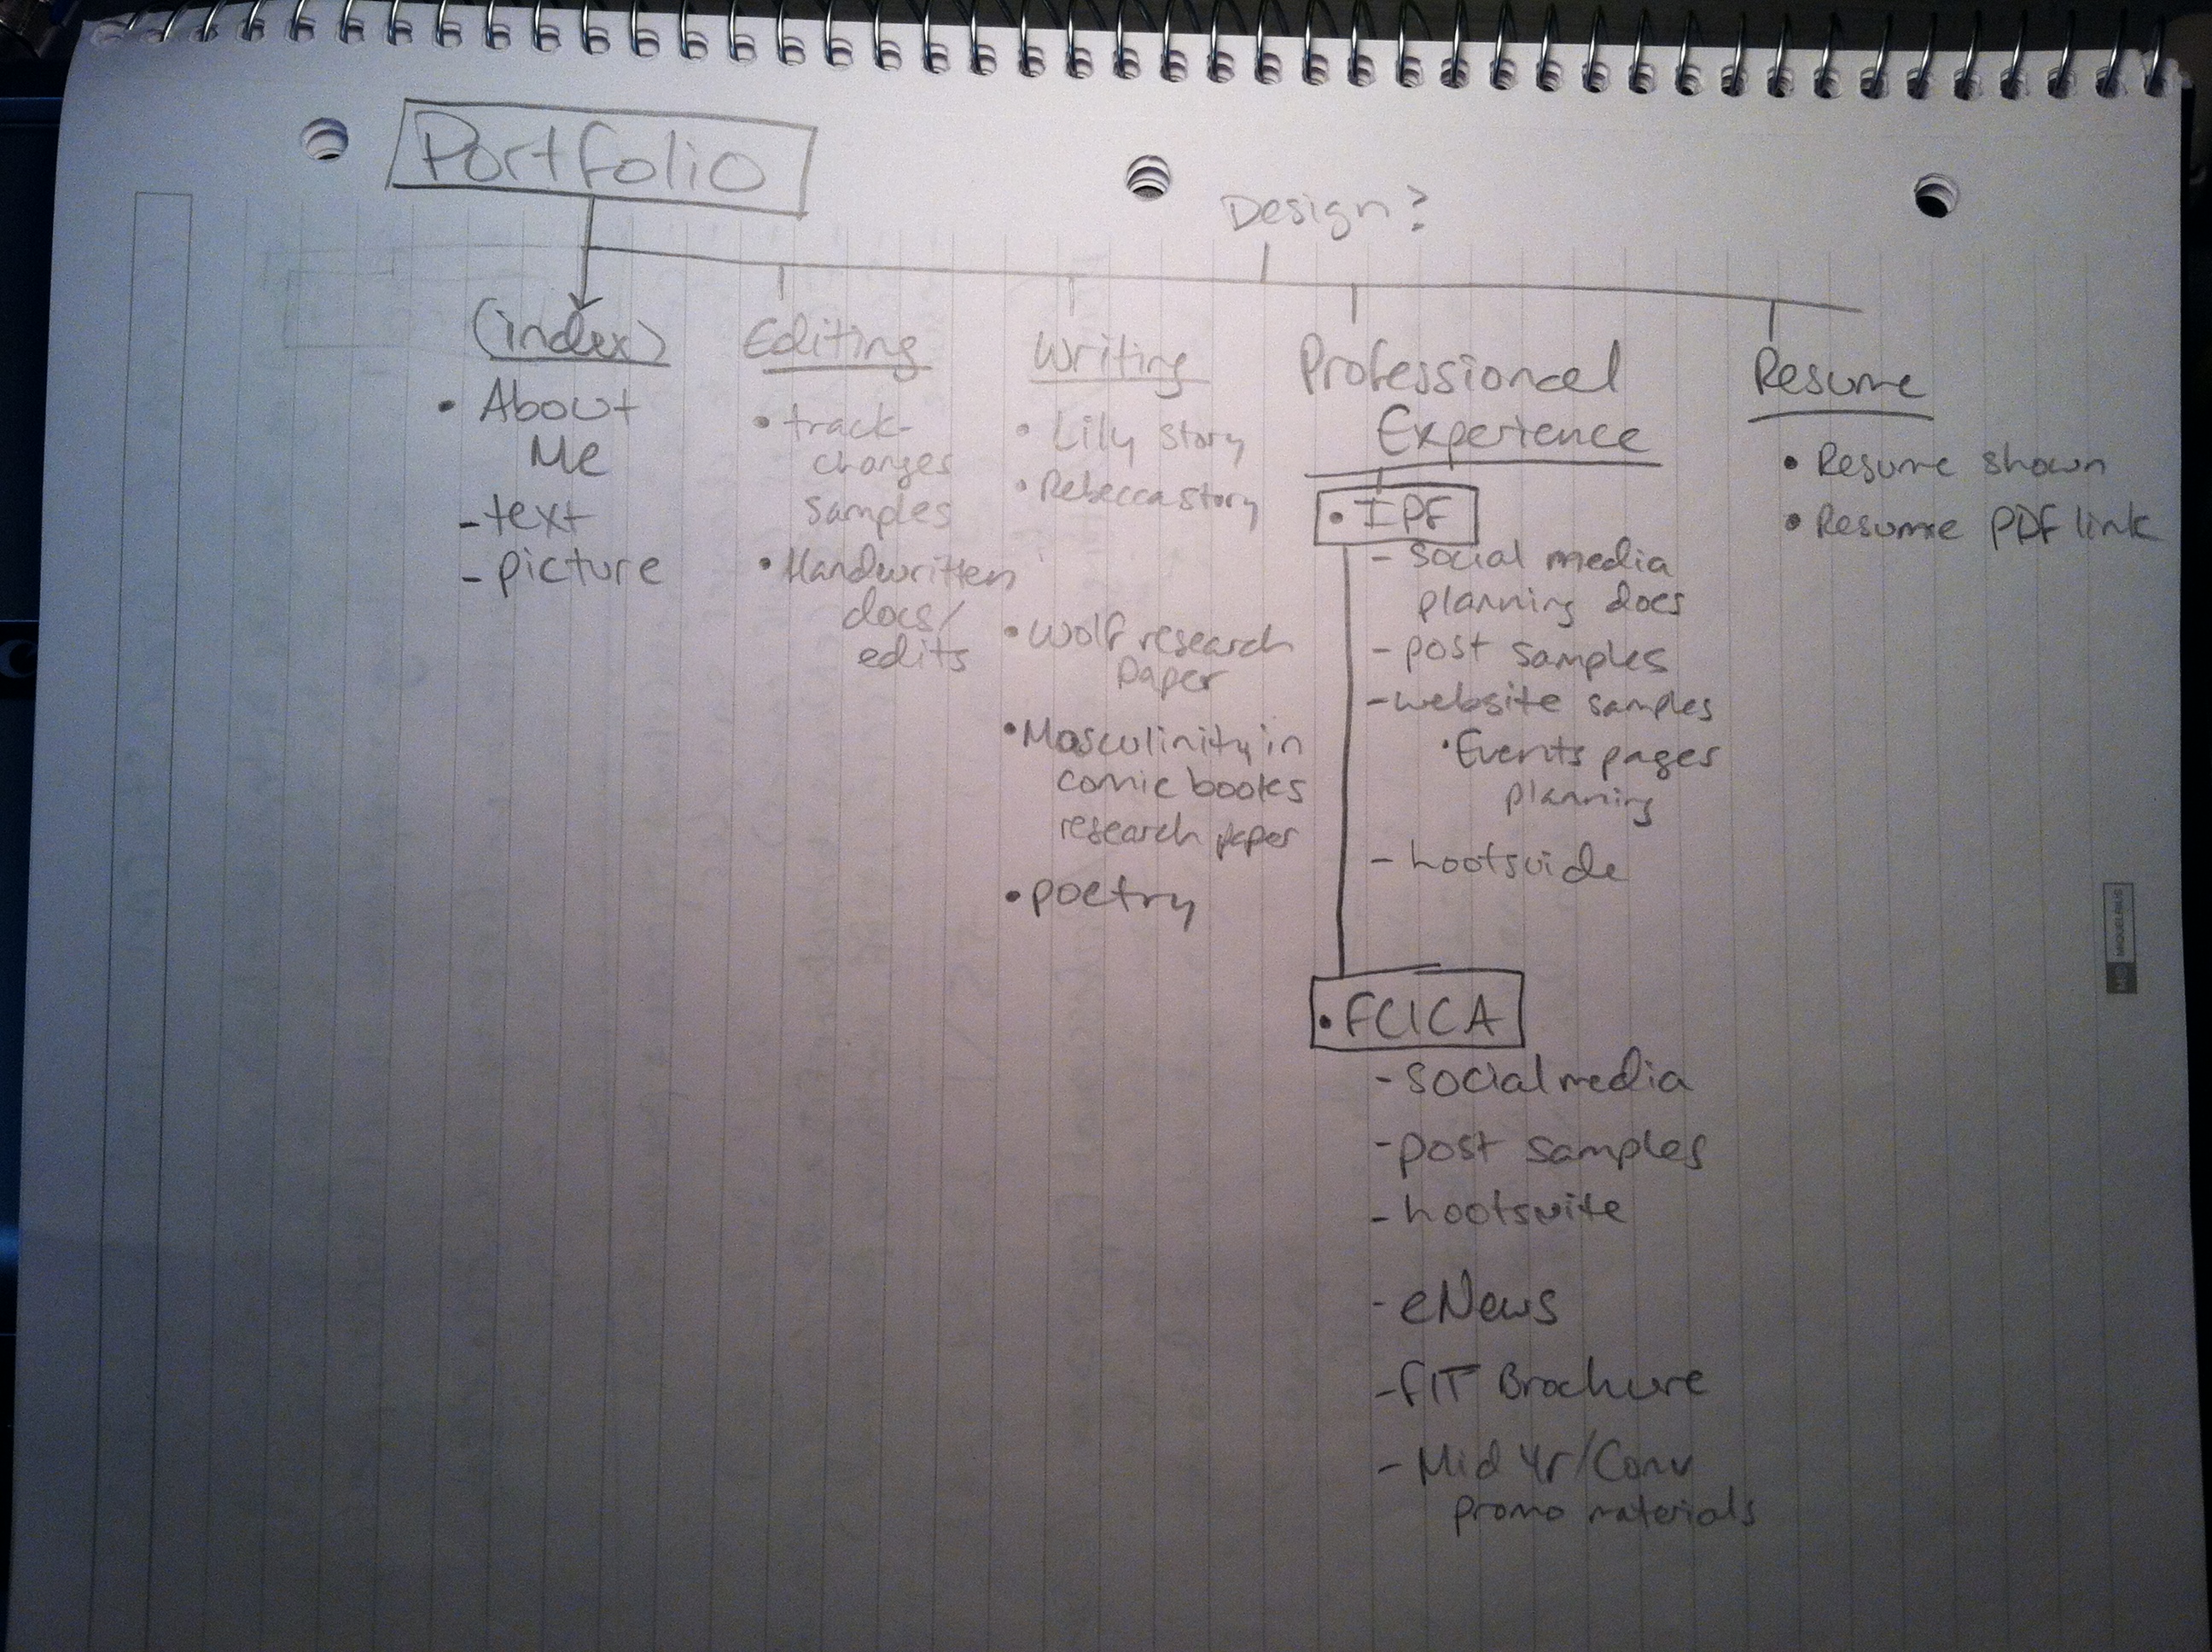 Portfolio
Design?
(index)
• About
Me
- text
- picture
Editing
• track-
changes
samples
• Handwritten
docs/
edits
Writing
• Lily story
• Rebecca story
• Wolf research
paper
• Masculinity in
comic books
research paper
• poetry
Professional
Experience
• IPF
- social media
planning docs
- post samples
- website samples
• Events pages
planning
- hootsuide
• FCICA
- social media
- post samples
- hootsuite
- eNews
- FIT Brochure
- Mid Yr/Conv
promo materials
Resume
• Resume shown
• Resume PDF link
MIQUELRIUS